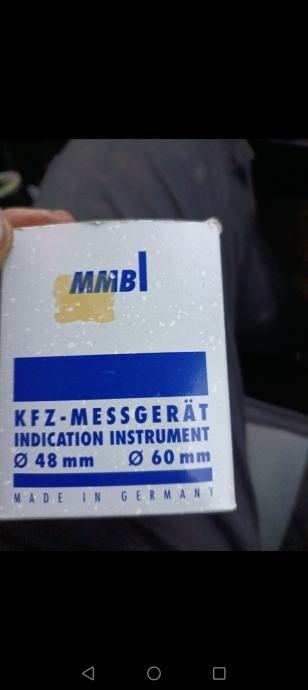 MMB
KFZ-MESSGERÄT
INDICATION INSTRUMENT
Ø 48 mm Ø 60 mm
MADE IN GERMANY